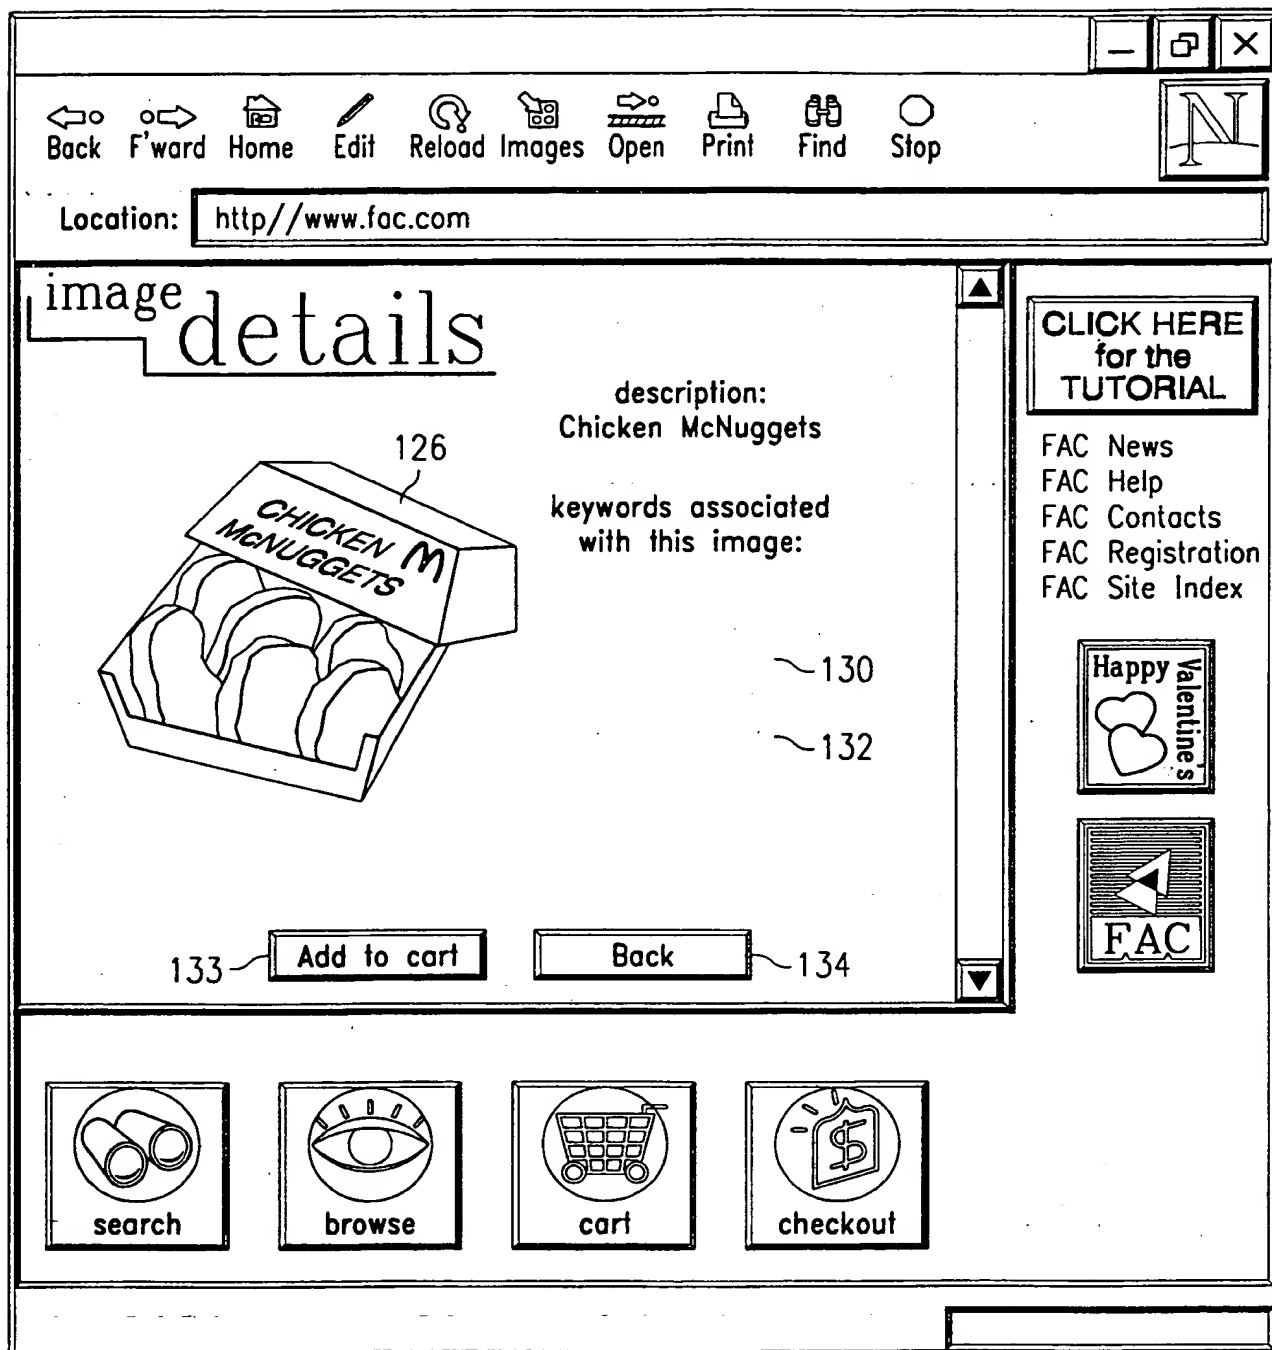 Back F'ward Home Edit Reload Images Open Print Find Stop
N
Location: http//www.fac.com
image
details
description:
Chicken McNuggets
126
CHICKEN
McNUGGETS
M
keywords associated
with this image:
130
132
133
Add to cart
Back
134
CLICK HERE
for the
TUTORIAL
FAC News
FAC Help
FAC Contacts
FAC Registration
FAC Site Index
Happy
Valentine's
FAC
search
browse
cart
checkout
$